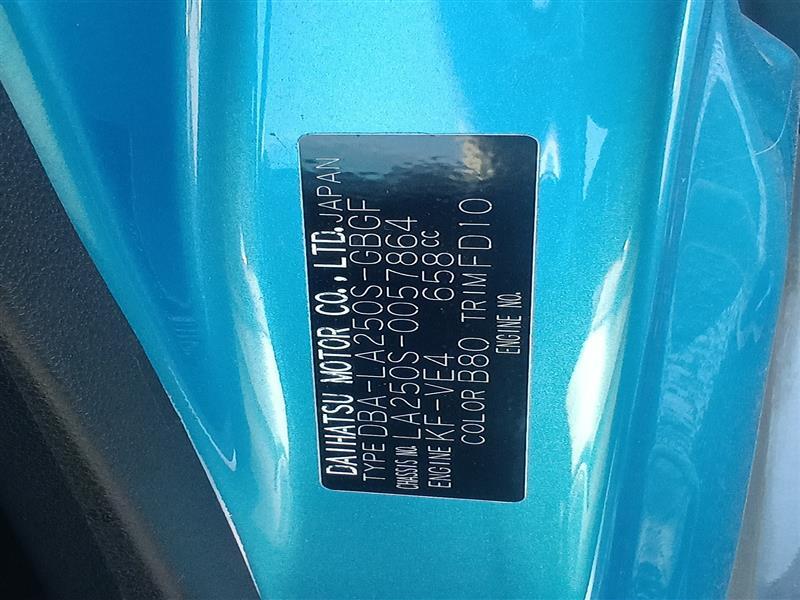 DAIHATSU MOTOR CO., LTD. JAPAN
TYPE DBA-LA250S-GBGF
CHASSIS NO. LA250S-0057864
ENGINE KF-VE4 658cc
COLOR B80 TRIM FD10
ENGINE NO.